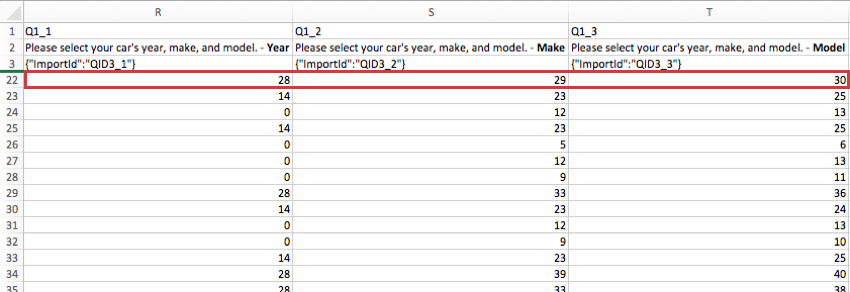 R S T
1 Q1_1 Q1_2 Q1_3
2 Please select your car's year, make, and model. - Year Please select your car's year, make, and model. - Make Please select your car's year, make, and model. - Model
3 {"ImportId":"QID3_1"} {"ImportId":"QID3_2"} {"ImportId":"QID3_3"}
22 28 29 30
23 14 23 25
24 0 12 13
25 14 23 25
26 0 5 6
27 0 12 13
28 0 9 11
29 28 33 36
30 14 23 24
31 0 12 13
32 0 9 10
33 14 23 25
34 28 39 40
35 28 33 38